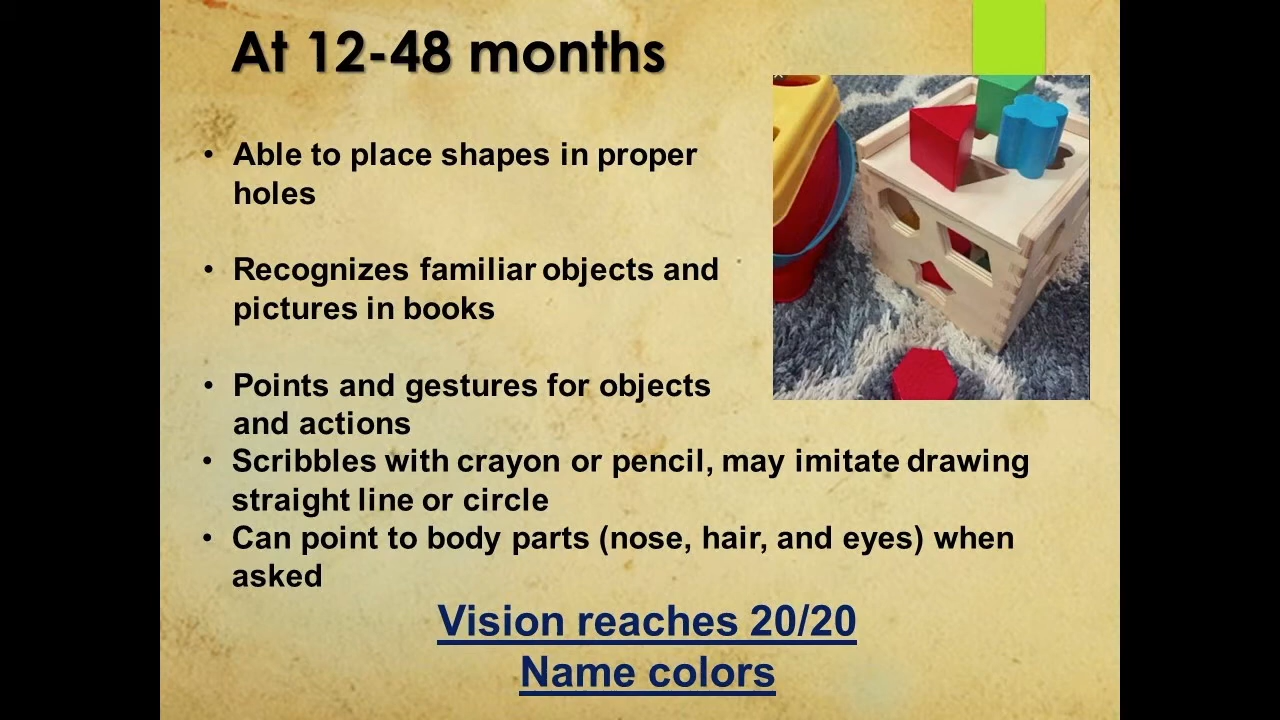 At 12-48 months
• Able to place shapes in proper
holes
• Recognizes familiar objects and
pictures in books
• Points and gestures for objects
and actions
• Scribbles with crayon or pencil, may imitate drawing
straight line or circle
• Can point to body parts (nose, hair, and eyes) when
asked
Vision reaches 20/20
Name colors